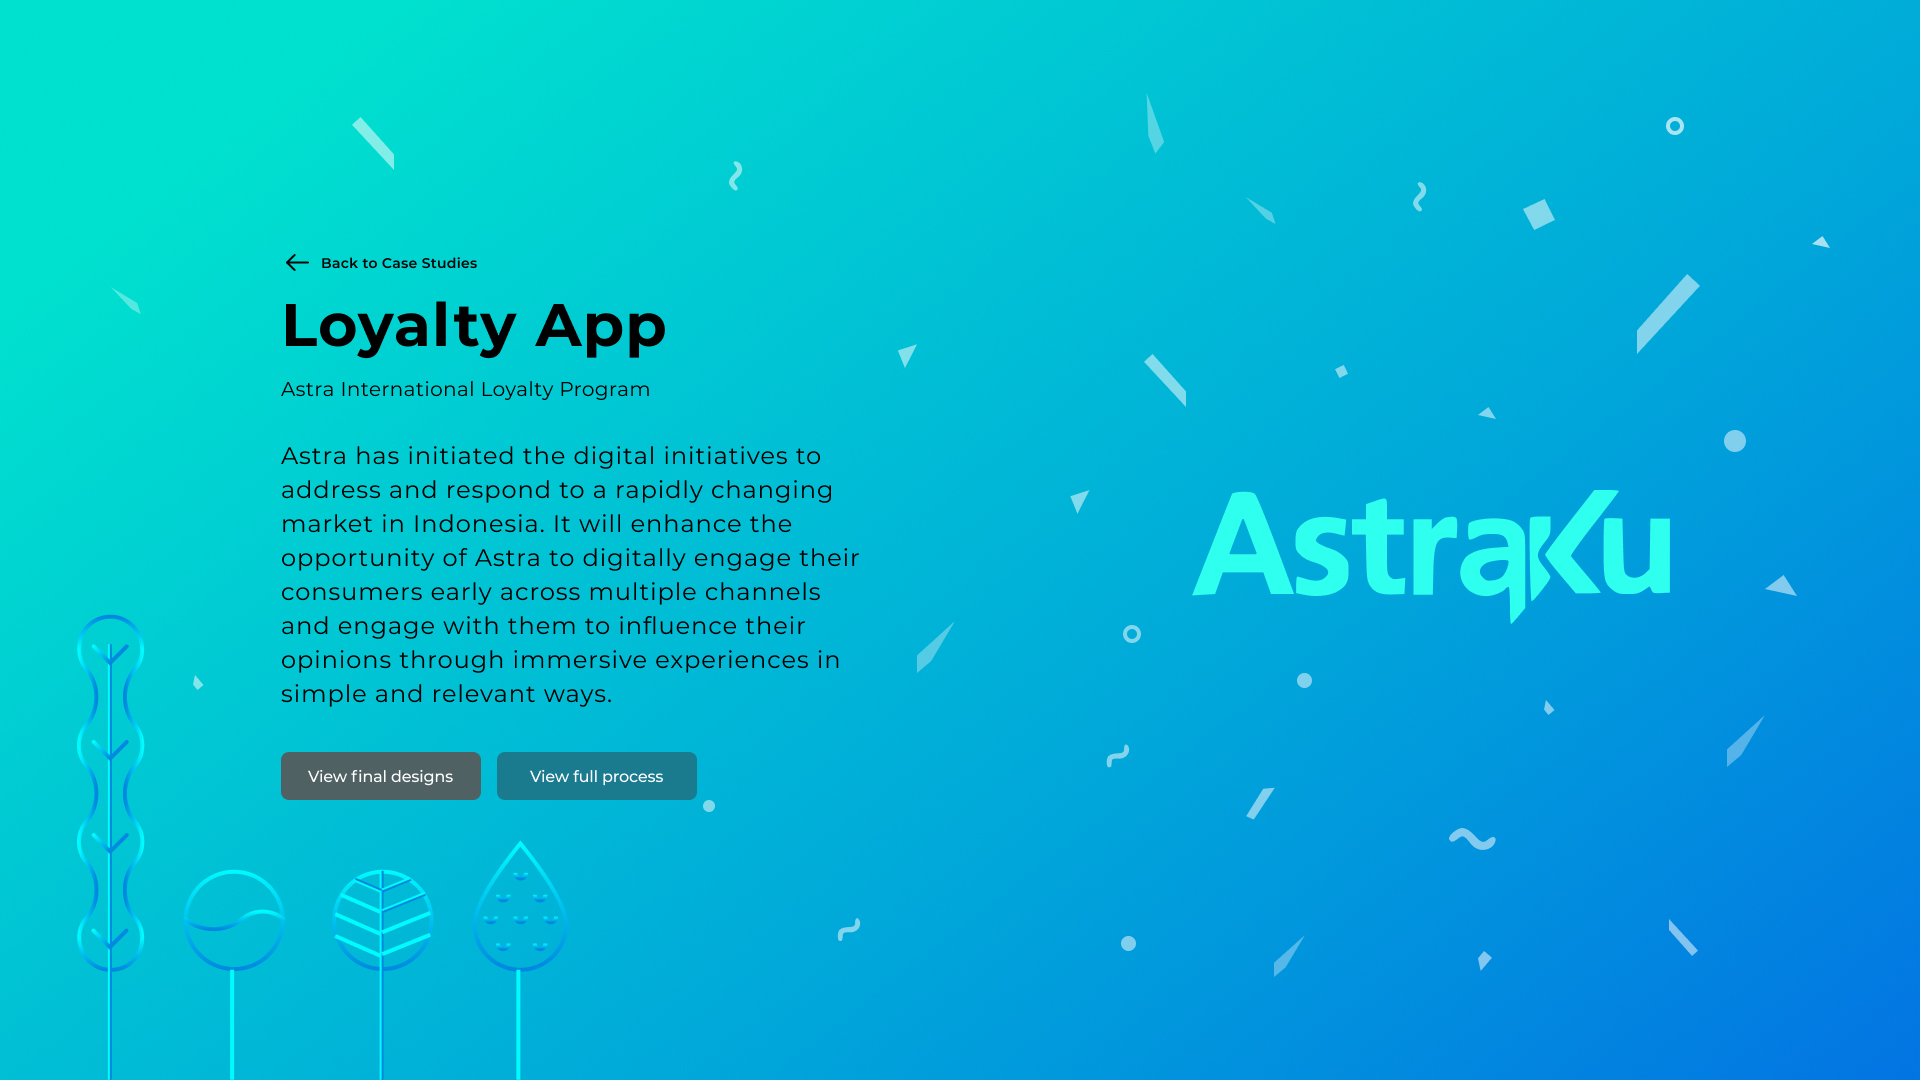 Back to Case Studies
Loyalty App
Astra International Loyalty Program
Astra has initiated the digital initiatives to
address and respond to a rapidly changing
market in Indonesia. It will enhance the
opportunity of Astra to digitally engage their
consumers early across multiple channels
and engage with them to influence their
opinions through immersive experiences in
simple and relevant ways.
View final designs
View full process
AstraKu